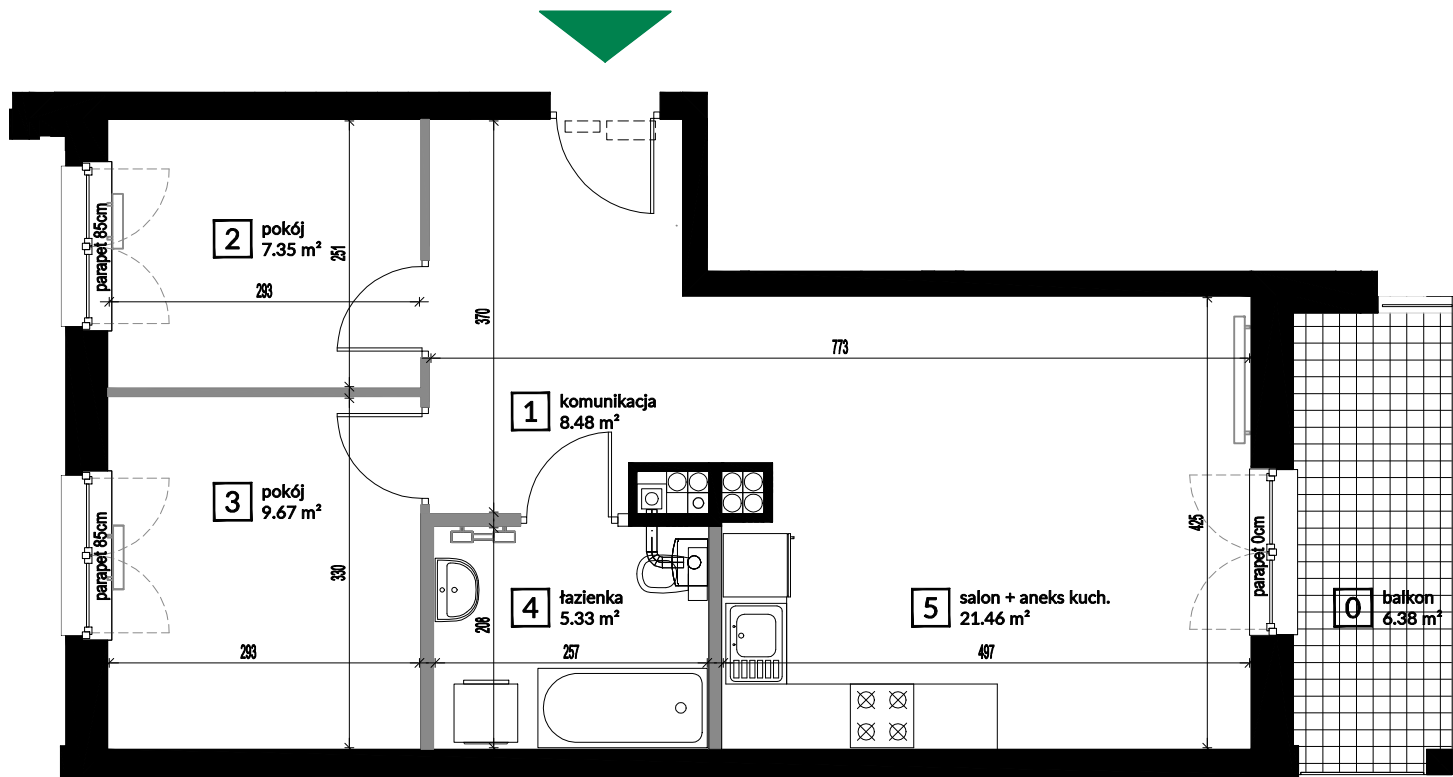 parapet 85cm
2
pokój
7.35 m²
251
293
370
773
1
komunikacja
8.48 m²
3
pokój
9.67 m²
parapet 85cm
330
293
4
łazienka
5.33 m²
208
257
5
salon + aneks kuch.
21.46 m²
497
425
parapet 0cm
0
balkon
6.38 m²